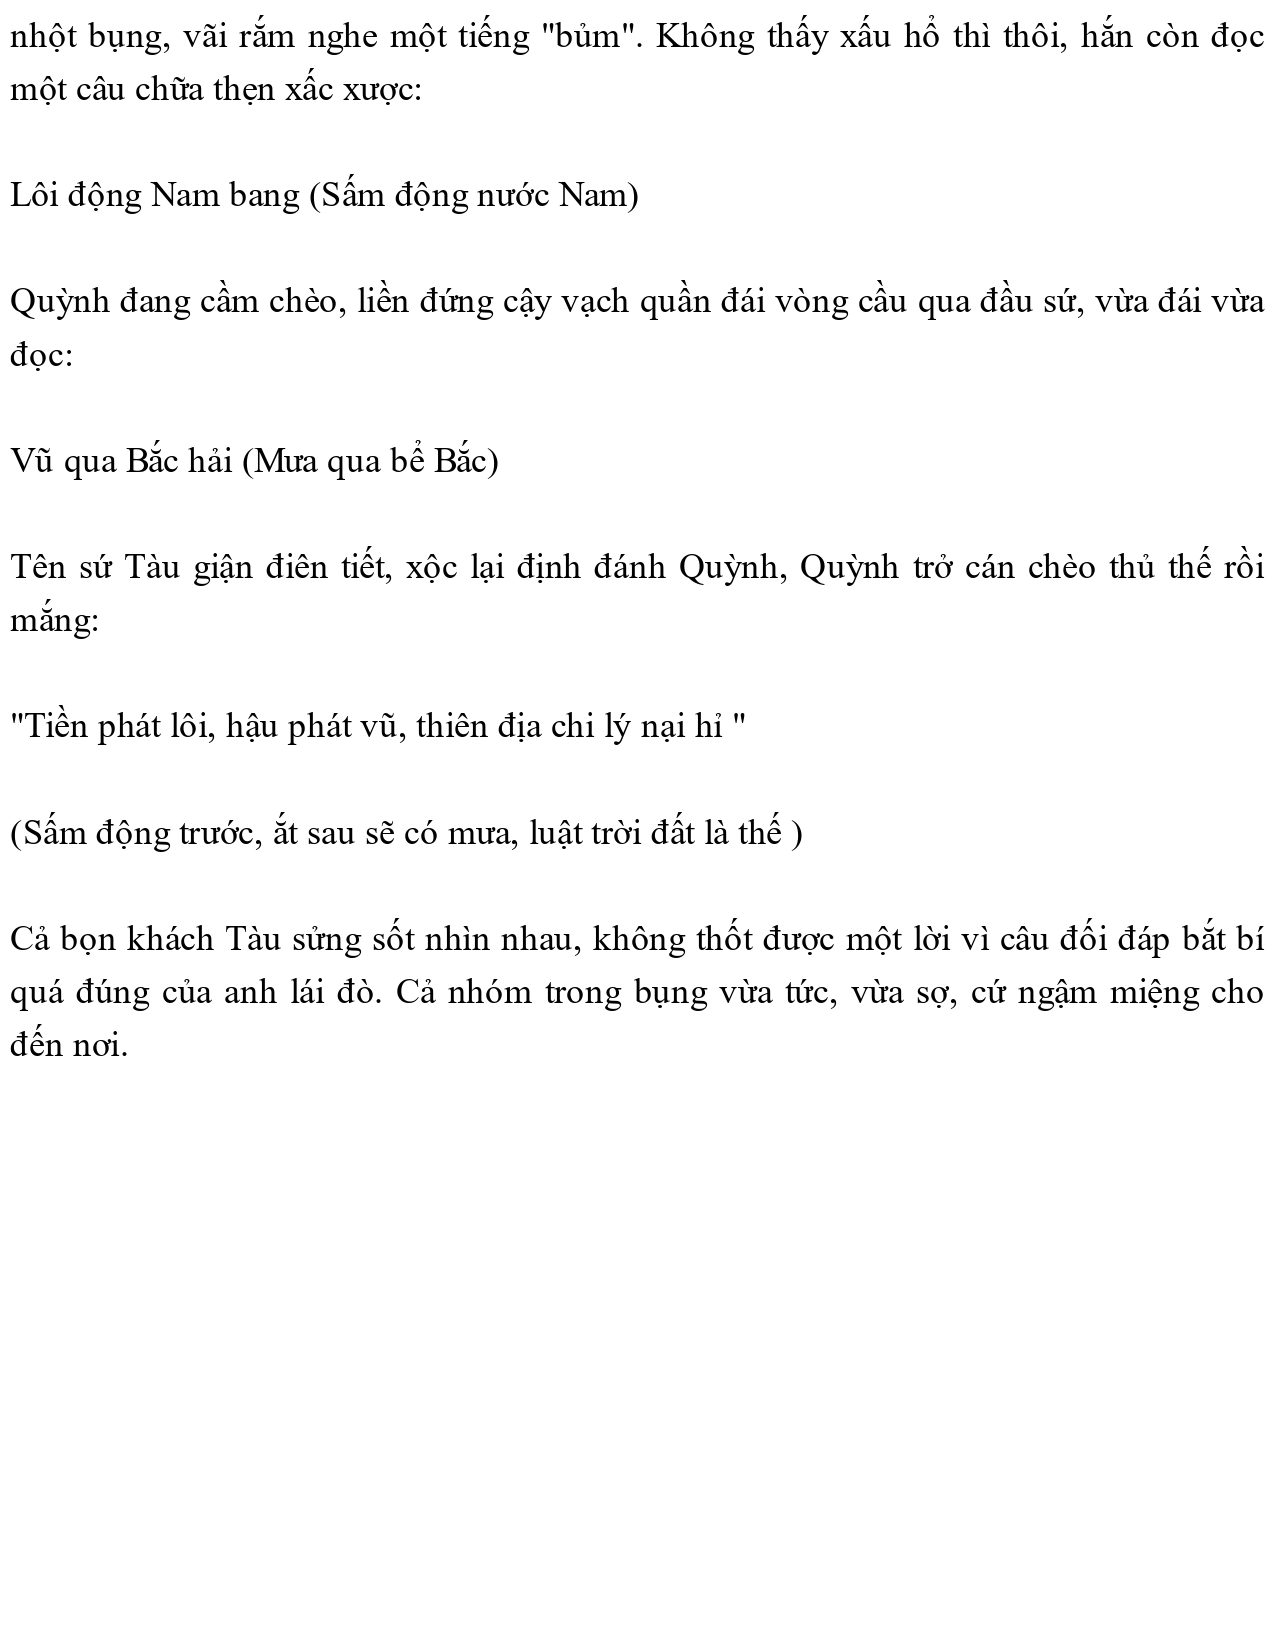 nhột bụng, vãi rắm nghe một tiếng "bủm". Không thấy xấu hổ thì thôi, hắn còn đọc
một câu chữa thẹn xấc xược:
Lôi động Nam bang (Sấm động nước Nam)
Quỳnh đang cầm chèo, liền đứng cậy vạch quần đái vòng cầu qua đầu sứ, vừa đái vừa
đọc:
Vũ qua Bắc hải (Mưa qua bể Bắc)
Tên sứ Tàu giận điên tiết, xộc lại định đánh Quỳnh, Quỳnh trở cán chèo thủ thế rồi
mắng:
"Tiền phát lôi, hậu phát vũ, thiên địa chi lý nại hỉ "
(Sấm động trước, ắt sau sẽ có mưa, luật trời đất là thế )
Cả bọn khách Tàu sửng sốt nhìn nhau, không thốt được một lời vì câu đối đáp bắt bí
quá đúng của anh lái đò. Cả nhóm trong bụng vừa tức, vừa sợ, cứ ngậm miệng cho
đến nơi.